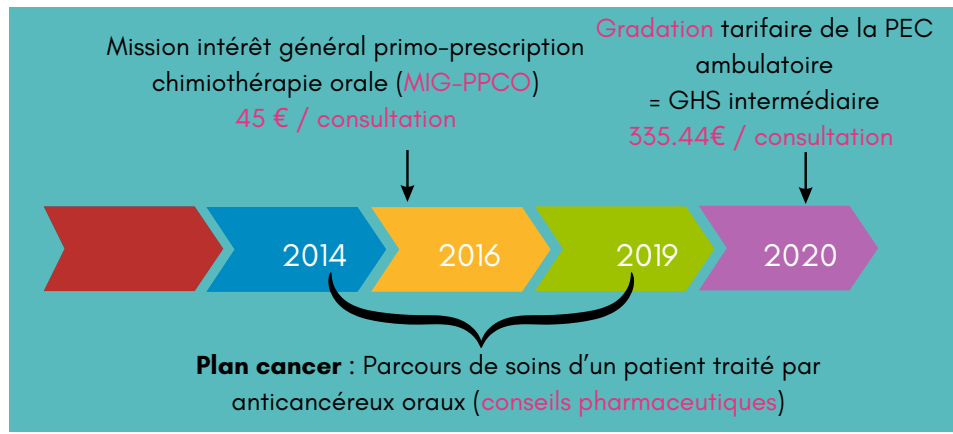 Mission intérêt général primo-prescription
chimiothérapie orale (MIG-PPCO)
45 € / consultation
Gradation tarifaire de la PEC
ambulatoire
= GHS intermédiaire
335.44€ / consultation
2014
2016
2019
2020
Plan cancer : Parcours de soins d'un patient traité par
anticancéreux oraux (conseils pharmaceutiques)